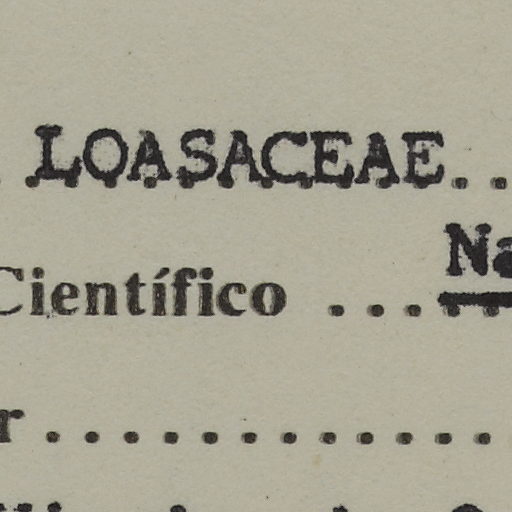 LOASACEAE..
Científico ... Na
r ............